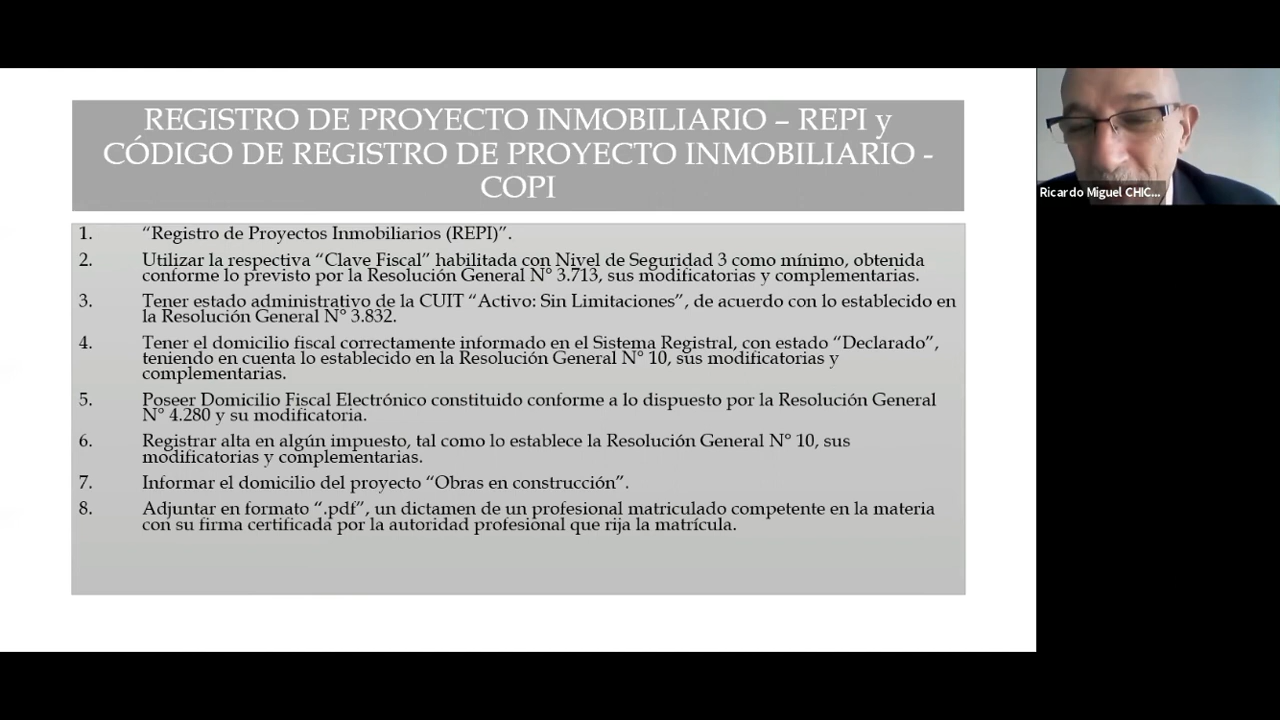 REGISTRO DE PROYECTO INMOBILIARIO – REPI y
CÓDIGO DE REGISTRO DE PROYECTO INMOBILIARIO -
COPI
1. “Registro de Proyectos Inmobiliarios (REPI)”.
2. Utilizar la respectiva “Clave Fiscal” habilitada con Nivel de Seguridad 3 como mínimo, obtenida
conforme lo previsto por la Resolución General N° 3.713, sus modificatorias y complementarias.
3. Tener estado administrativo de la CUIT “Activo: Sin Limitaciones”, de acuerdo con lo establecido en
la Resolución General N° 3.832.
4. Tener el domicilio fiscal correctamente informado en el Sistema Registral, con estado “Declarado”,
teniendo en cuenta lo establecido en la Resolución General N° 10, sus modificatorias y
complementarias.
5. Poseer Domicilio Fiscal Electrónico constituido conforme a lo dispuesto por la Resolución General
N° 4.280 y su modificatoria.
6. Registrar alta en algún impuesto, tal como lo establece la Resolución General N° 10, sus
modificatorias y complementarias.
7. Informar el domicilio del proyecto “Obras en construcción”.
8. Adjuntar en formato “.pdf”, un dictamen de un profesional matriculado competente en la materia
con su firma certificada por la autoridad profesional que rija la matrícula.
Ricardo Miguel CHIC...